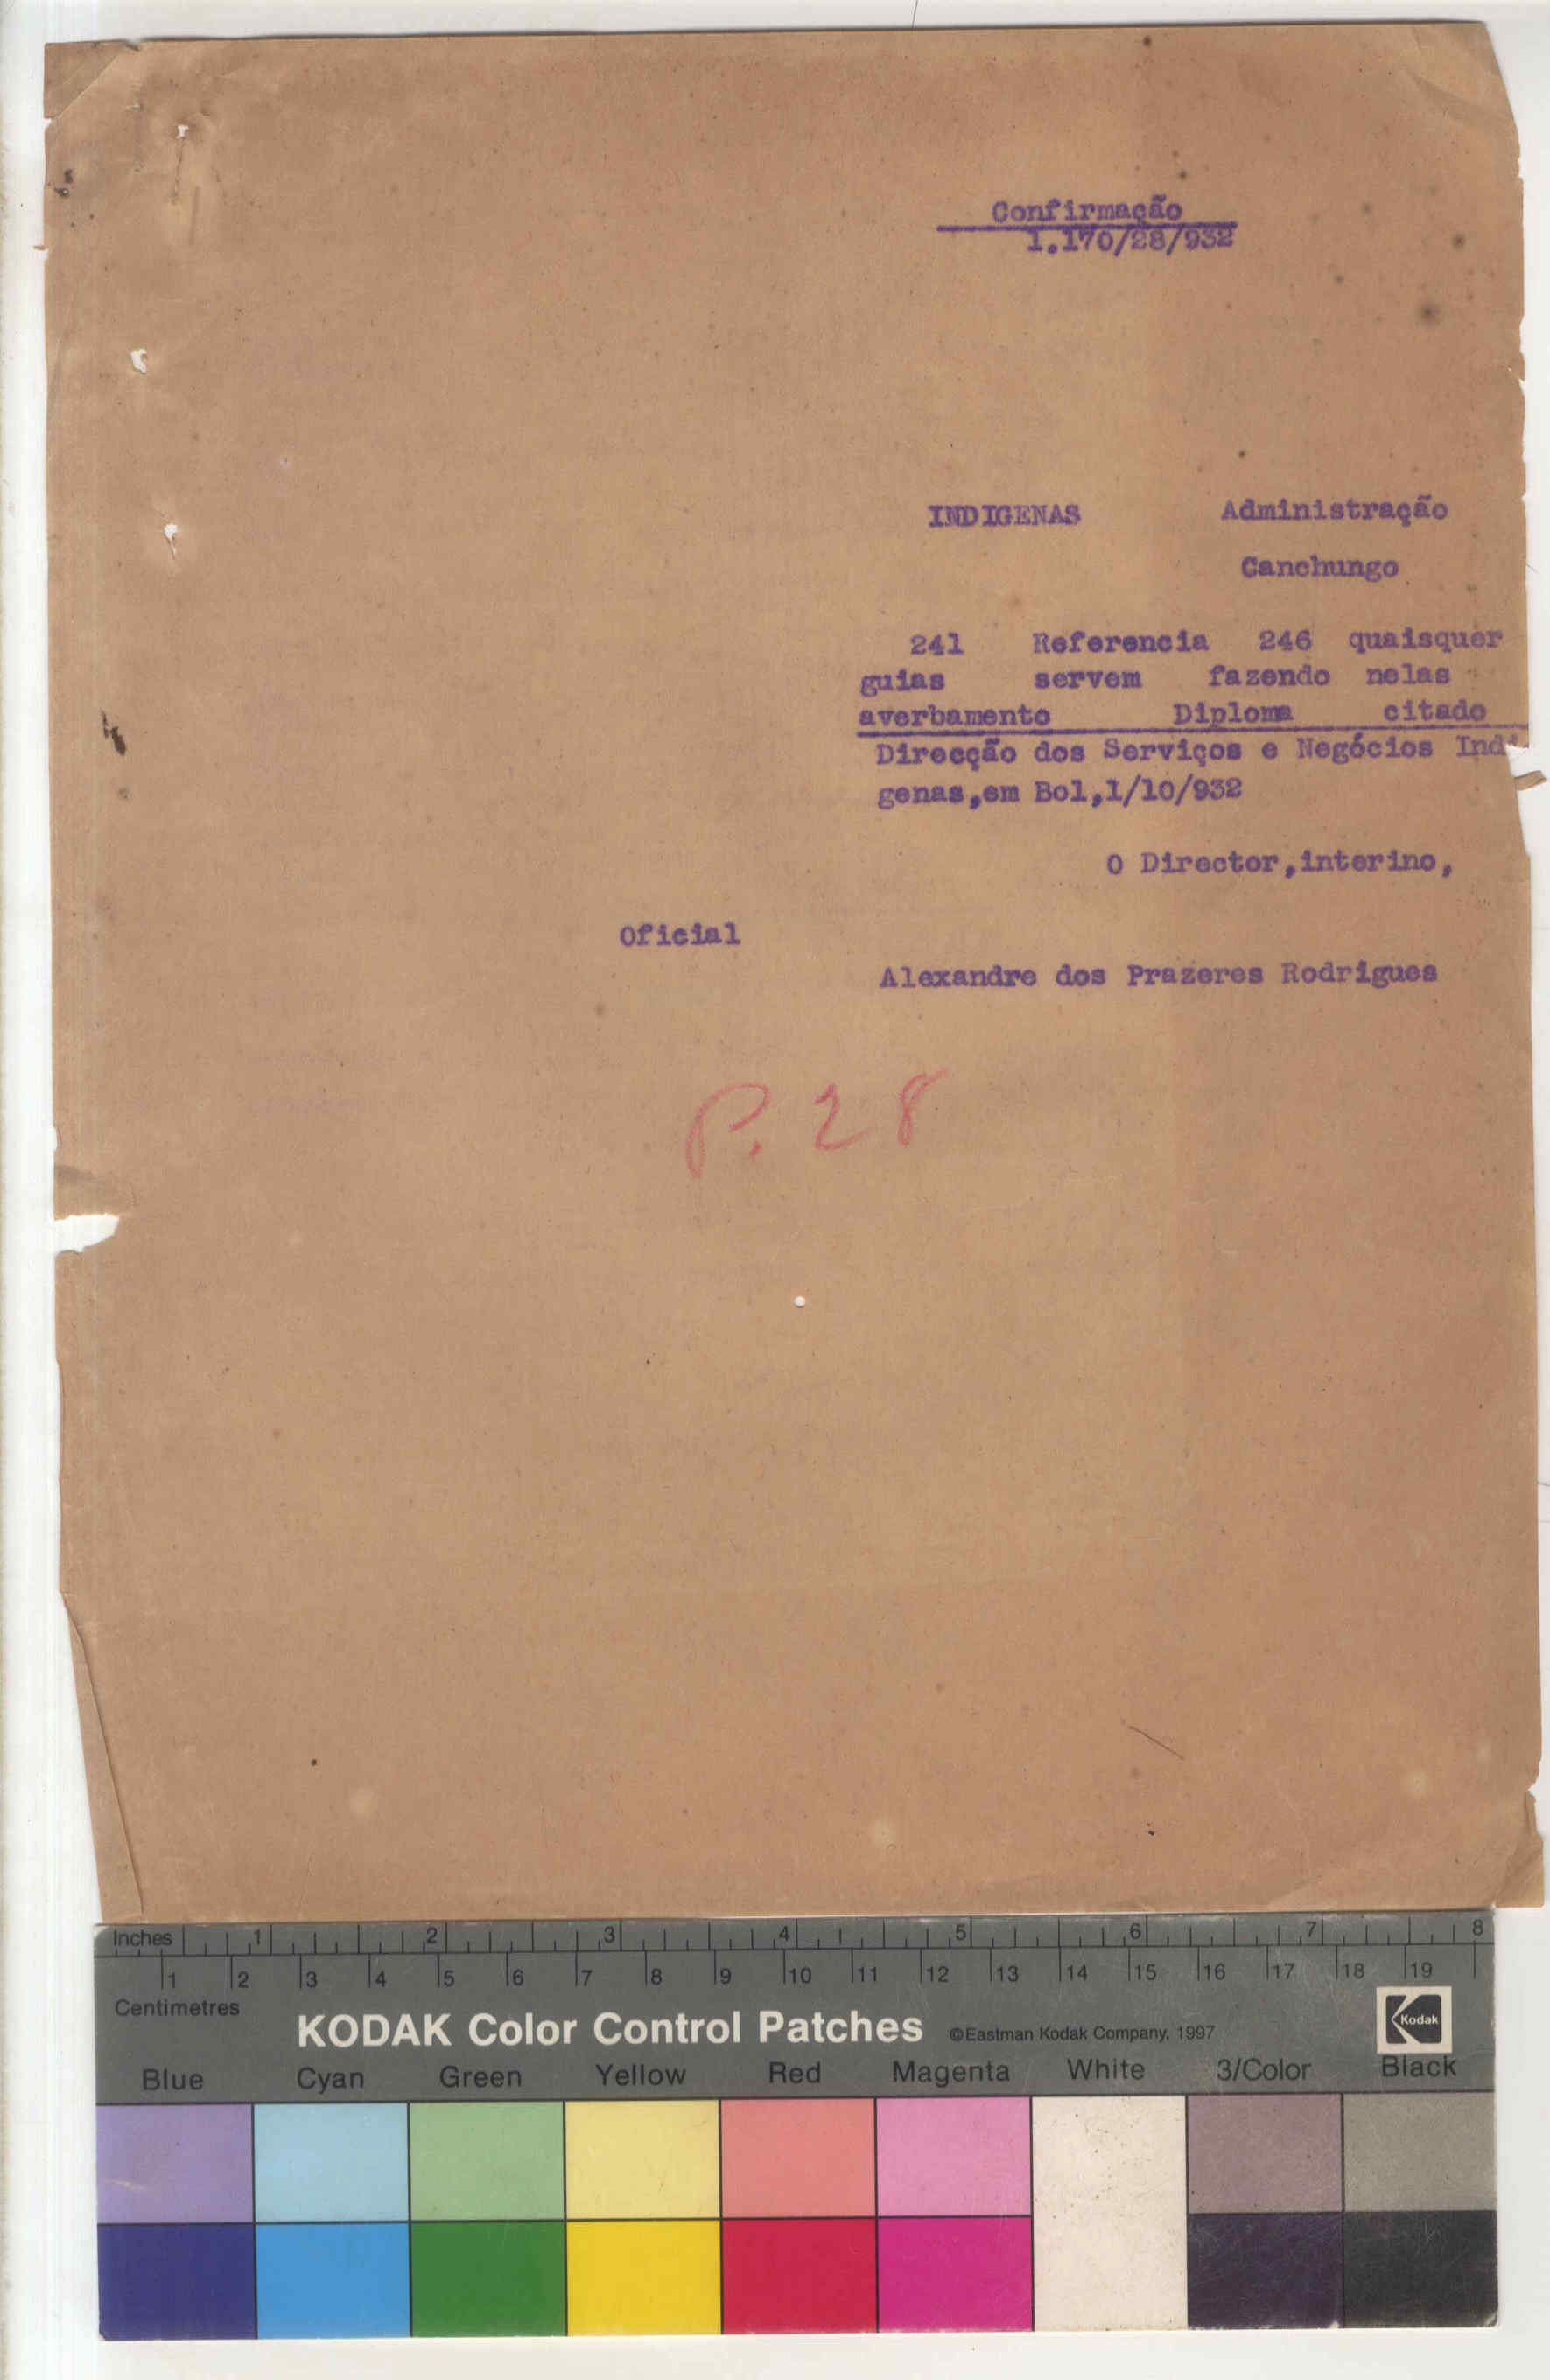 Confirmação
1.170/28/932
INDIGENAS Administração
Canchungo
241 Referencia 246 quaisquer
guias servem fazendo nelas
averbamento Diploma citado
Direcção dos Serviços e Negócios Indi
genas,em Bol,1/10/932
O Director,interino,
Oficial
Alexandre dos Prazeres Rodrigues
P. 28
Inches 1 2 3 4 5 6 7 8
1 2 3 4 5 6 7 8 9 10 11 12 13 14 15 16 17 18 19
Centimetres
KODAK Color Control Patches ©Eastman Kodak Company, 1997 Kodak
Blue Cyan Green Yellow Red Magenta White 3/Color Black